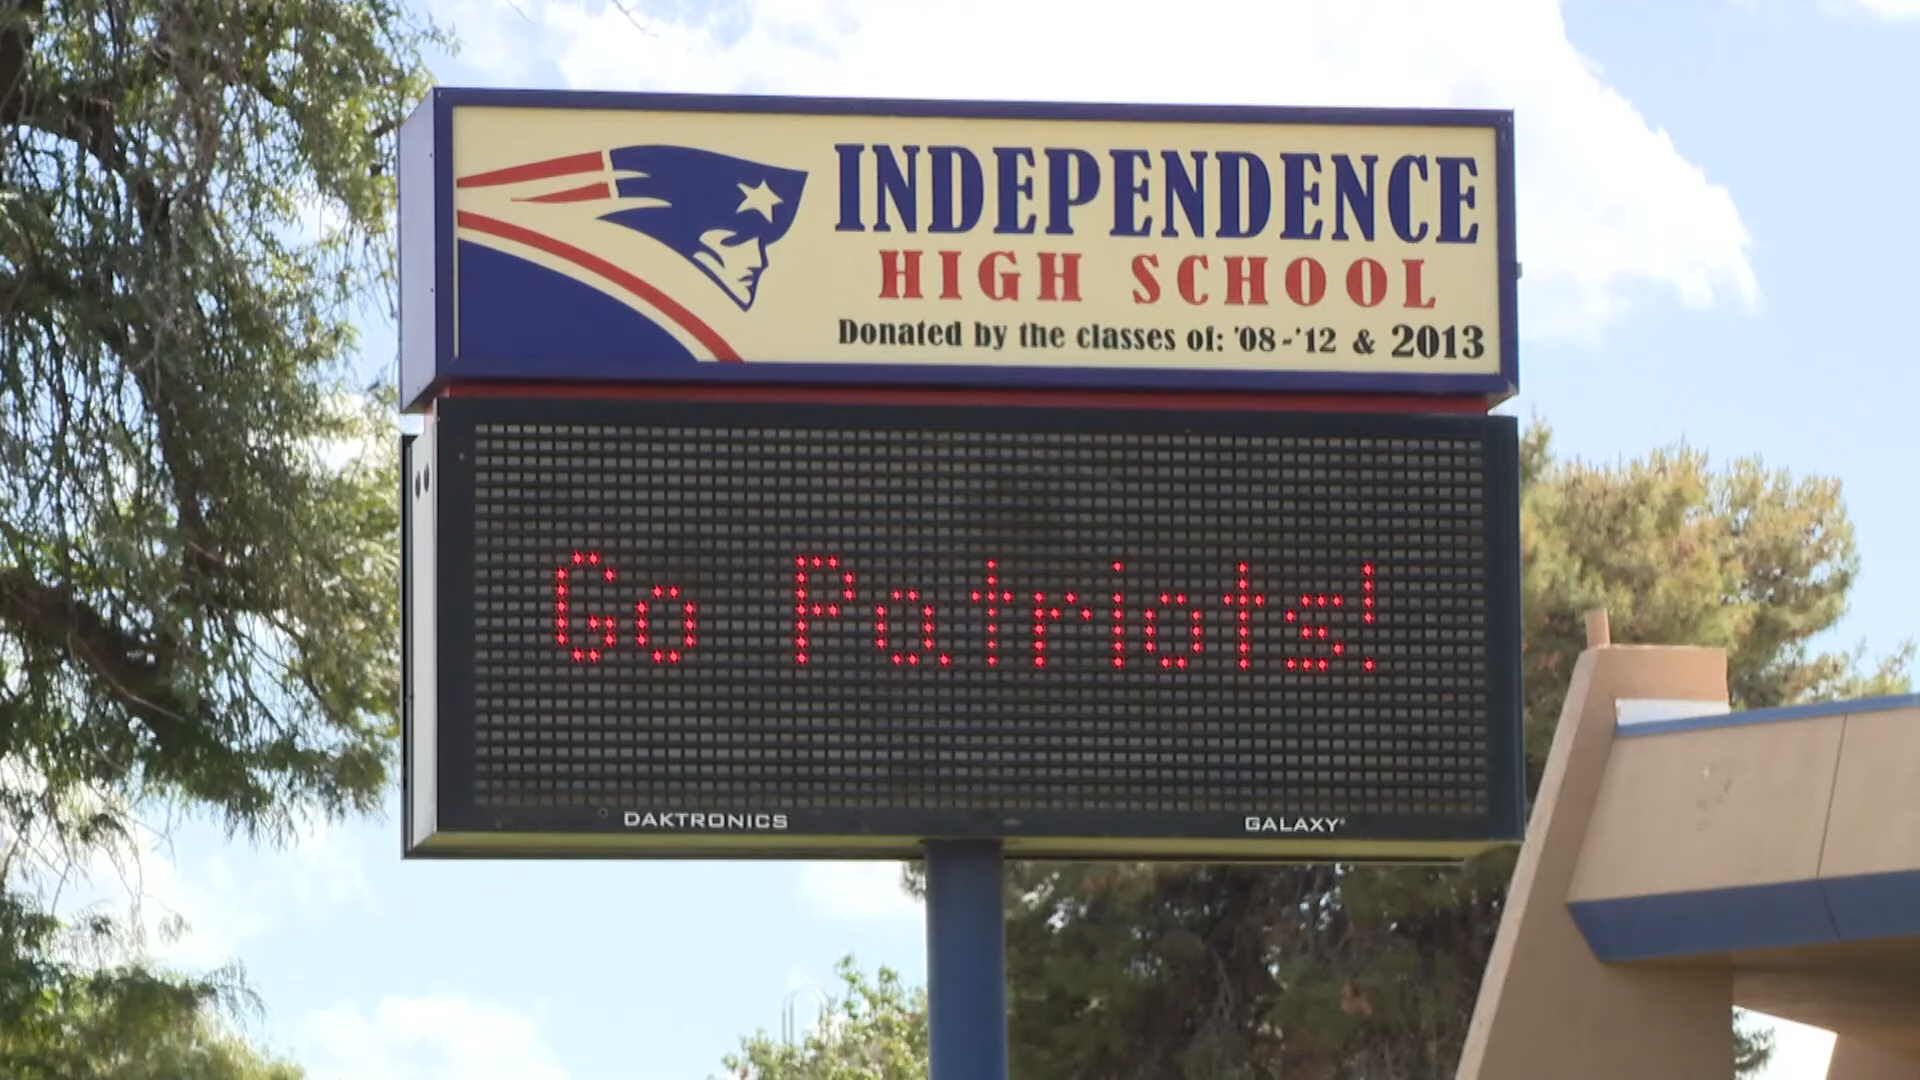 INDEPENDENCE
HIGH SCHOOL
Donated by the classes of: '08-'12 & 2013
Go Patriots!
DAKTRONICS GALAXY®